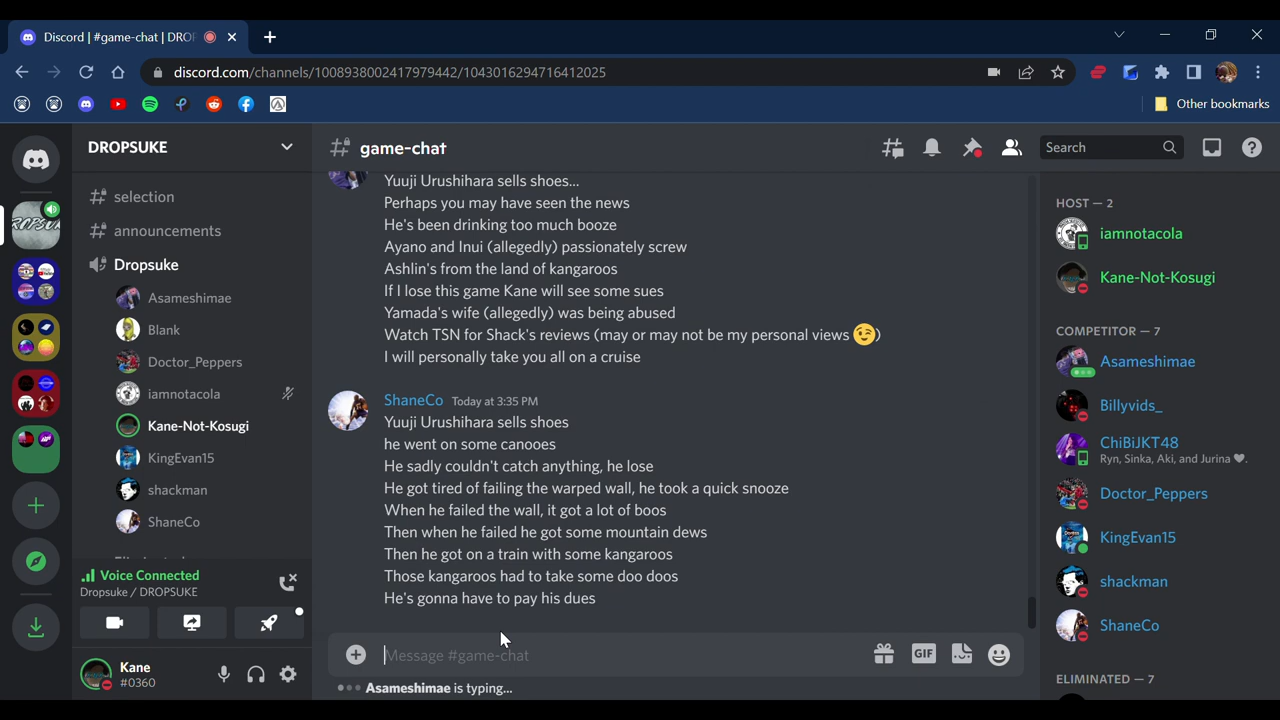 Discord | #game-chat | DROP
discord.com/channels/1008938002417979442/1043016294716412025
Other bookmarks
DROPSUKE
game-chat
Search
selection
announcements
Dropsuke
Asameshimae
Blank
Doctor_Peppers
iamnotacola
Kane-Not-Kosugi
KingEvan15
shackman
ShaneCo
Voice Connected
Dropsuke / DROPSUKE
Kane
#0360
Yuuji Urushihara sells shoes...
Perhaps you may have seen the news
He's been drinking too much booze
Ayano and Inui (allegedly) passionately screw
Ashlin's from the land of kangaroos
If I lose this game Kane will see some sues
Yamada's wife (allegedly) was being abused
Watch TSN for Shack's reviews (may or may not be my personal views 😉)
I will personally take you all on a cruise
ShaneCo Today at 3:35 PM
Yuuji Urushihara sells shoes
he went on some canooes
He sadly couldn't catch anything, he lose
He got tired of failing the warped wall, he took a quick snooze
When he failed the wall, it got a lot of boos
Then when he failed he got some mountain dews
Then he got on a train with some kangaroos
Those kangaroos had to take some doo doos
He's gonna have to pay his dues
Message #game-chat
GIF
Asameshimae is typing...
HOST — 2
iamnotacola
Kane-Not-Kosugi
COMPETITOR — 7
Asameshimae
Billyvids_
ChiBiJKT48
Ryn, Sinka, Aki, and Jurina ♥.
Doctor_Peppers
KingEvan15
shackman
ShaneCo
ELIMINATED — 7